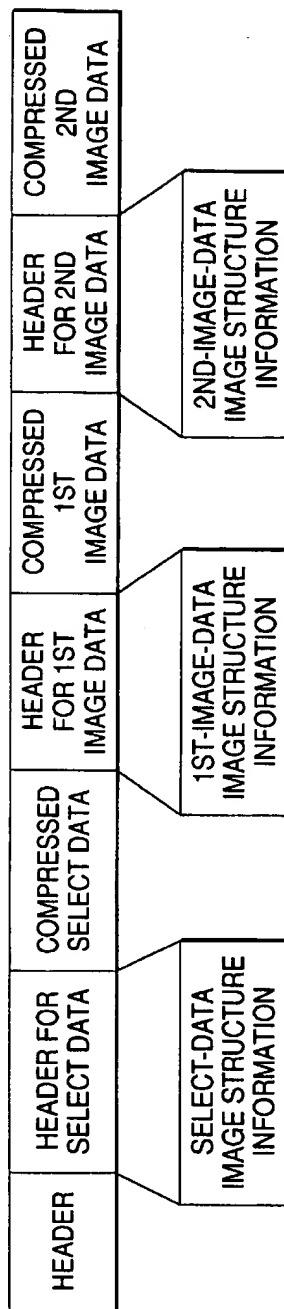 HEADER
HEADER FOR
SELECT DATA
COMPRESSED
SELECT DATA
HEADER
FOR 1ST
IMAGE DATA
COMPRESSED
1ST
IMAGE DATA
HEADER
FOR 2ND
IMAGE DATA
COMPRESSED
2ND
IMAGE DATA
SELECT-DATA
IMAGE STRUCTURE
INFORMATION
1ST-IMAGE-DATA
IMAGE STRUCTURE
INFORMATION
2ND-IMAGE-DATA
IMAGE STRUCTURE
INFORMATION